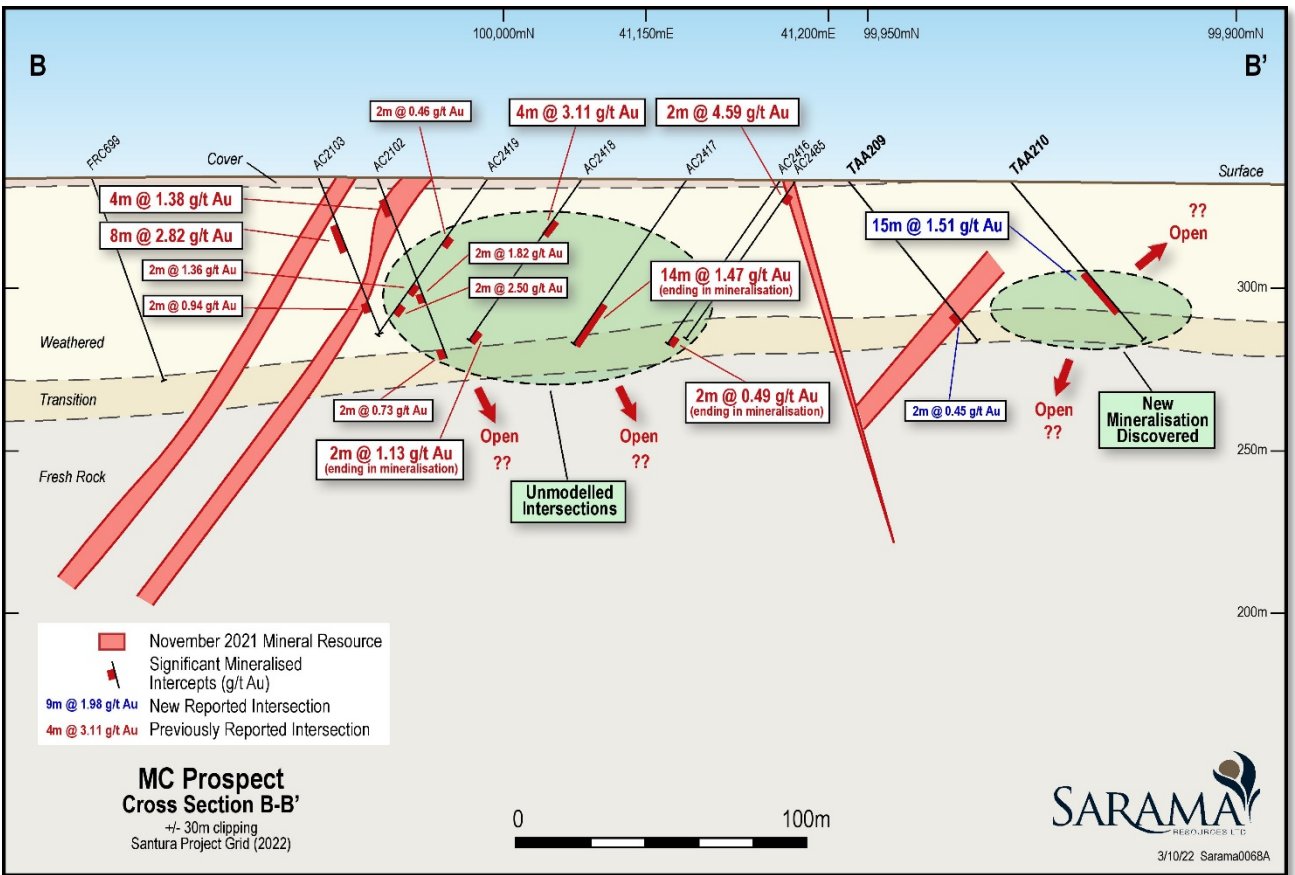 100,000mN
41,150mE
41,200mE
99,950mN
99,900mN
B
B'
2m @ 0.46 g/t Au
4m @ 3.11 g/t Au
2m @ 4.59 g/t Au
FRC699
Cover
AC2103
AC2102
AC2419
AC2418
AC2417
AC2416
AC2485
TAA209
TAA210
Surface
4m @ 1.38 g/t Au
8m @ 2.82 g/t Au
2m @ 1.36 g/t Au
2m @ 0.94 g/t Au
2m @ 1.82 g/t Au
2m @ 2.50 g/t Au
14m @ 1.47 g/t Au
(ending in mineralisation)
15m @ 1.51 g/t Au
??
Open
300m
Weathered
Transition
2m @ 0.73 g/t Au
2m @ 1.13 g/t Au
(ending in mineralisation)
Open
??
Open
??
2m @ 0.49 g/t Au
(ending in mineralisation)
2m @ 0.45 g/t Au
Open
??
New
Mineralisation
Discovered
250m
Fresh Rock
Unmodelled
Intersections
200m
November 2021 Mineral Resource
Significant Mineralised
Intercepts (g/t Au)
9m @ 1.98 g/t Au New Reported Intersection
4m @ 3.11 g/t Au Previously Reported Intersection
MC Prospect
Cross Section B-B'
+/- 30m clipping
Santura Project Grid (2022)
0
100m
SARAMA
RESOURCES LTD
3/10/22 Sarama0068A